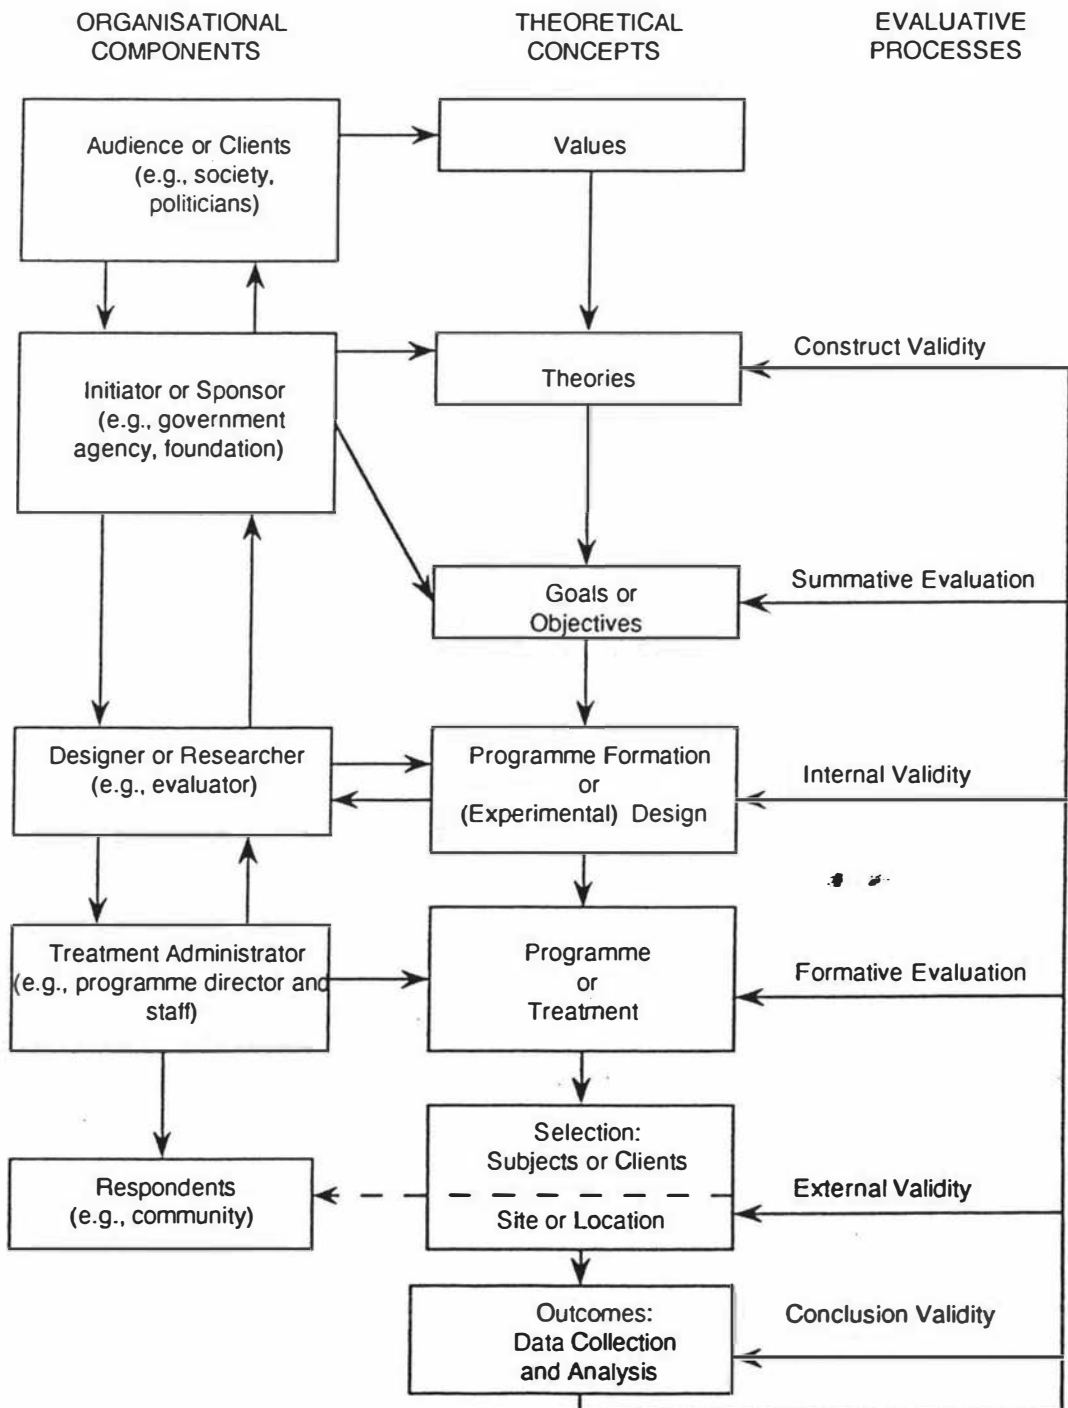 ORGANISATIONAL
COMPONENTS
THEORETICAL
CONCEPTS
EVALUATIVE
PROCESSES
Audience or Clients
(e.g., society,
politicians)
Values
Initiator or Sponsor
(e.g., government
agency, foundation)
Theories
Construct Validity
Goals or
Objectives
Summative Evaluation
Designer or Researcher
(e.g., evaluator)
Programme Formation
or
(Experimental) Design
Internal Validity
Treatment Administrator
(e.g., programme director and
staff)
Programme
or
Treatment
Formative Evaluation
Respondents
(e.g., community)
Selection:
Subjects or Clients
Site or Location
External Validity
Outcomes:
Data Collection
and Analysis
Conclusion Validity